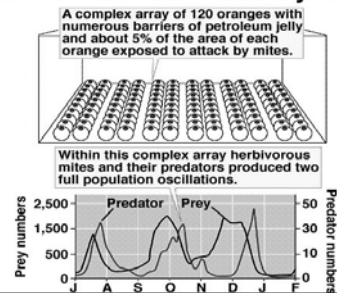 A complex array of 120 oranges with
numerous barriers of petroleum jelly
and about 5% of the area of each
orange exposed to attack by mites.
Within this complex array herbivorous
mites and their predators produced two
full population oscillations.
Predator
Prey
Prey numbers
2,500
1,500
500
0
Predator numbers
50
30
10
0
J A S O N D J F